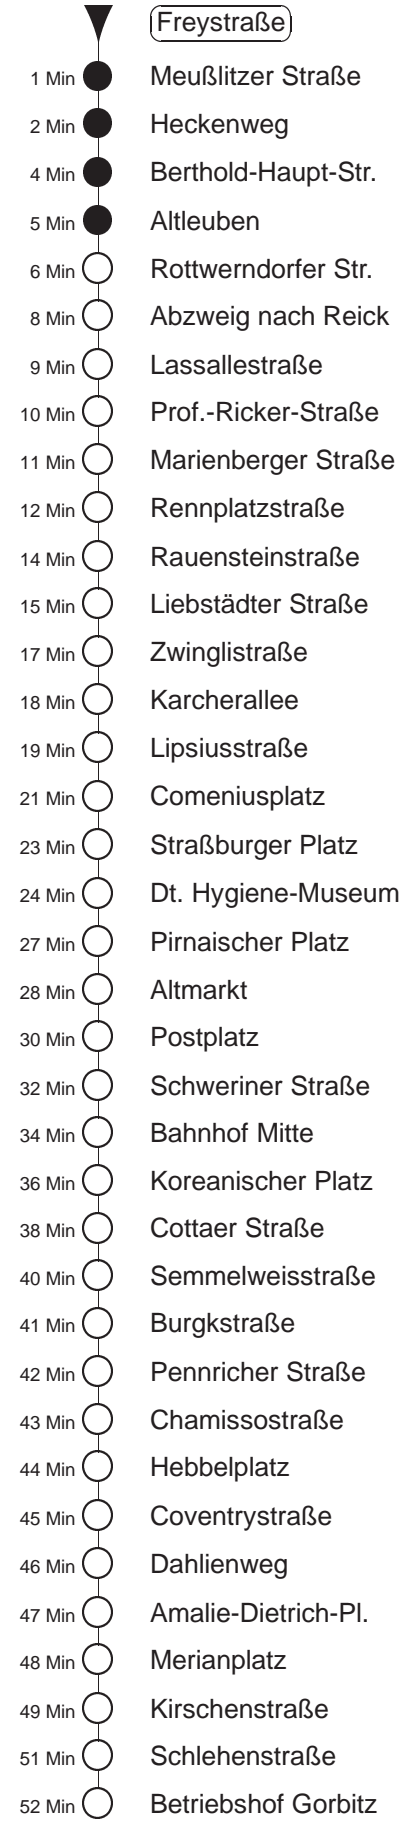 Freystraße
1 Min Meußlitzer Straße
2 Min Heckenweg
4 Min Berthold-Haupt-Str.
5 Min Altleuben
6 Min Rottwerndorfer Str.
8 Min Abzweig nach Reick
9 Min Lassallestraße
10 Min Prof.-Ricker-Straße
11 Min Marienberger Straße
12 Min Rennplatzstraße
14 Min Rauensteinstraße
15 Min Liebstädter Straße
17 Min Zwinglistraße
18 Min Karcherallee
19 Min Lipsiusstraße
21 Min Comeniusplatz
23 Min Straßburger Platz
24 Min Dt. Hygiene-Museum
27 Min Pirnaischer Platz
28 Min Altmarkt
30 Min Postplatz
32 Min Schweriner Straße
34 Min Bahnhof Mitte
36 Min Koreanischer Platz
38 Min Cottaer Straße
40 Min Semmelweisstraße
41 Min Burgkstraße
42 Min Pennricher Straße
43 Min Chamissostraße
44 Min Hebbelplatz
45 Min Coventrystraße
46 Min Dahlienweg
47 Min Amalie-Dietrich-Pl.
48 Min Merianplatz
49 Min Kirschenstraße
51 Min Schlehenstraße
52 Min Betriebshof Gorbitz